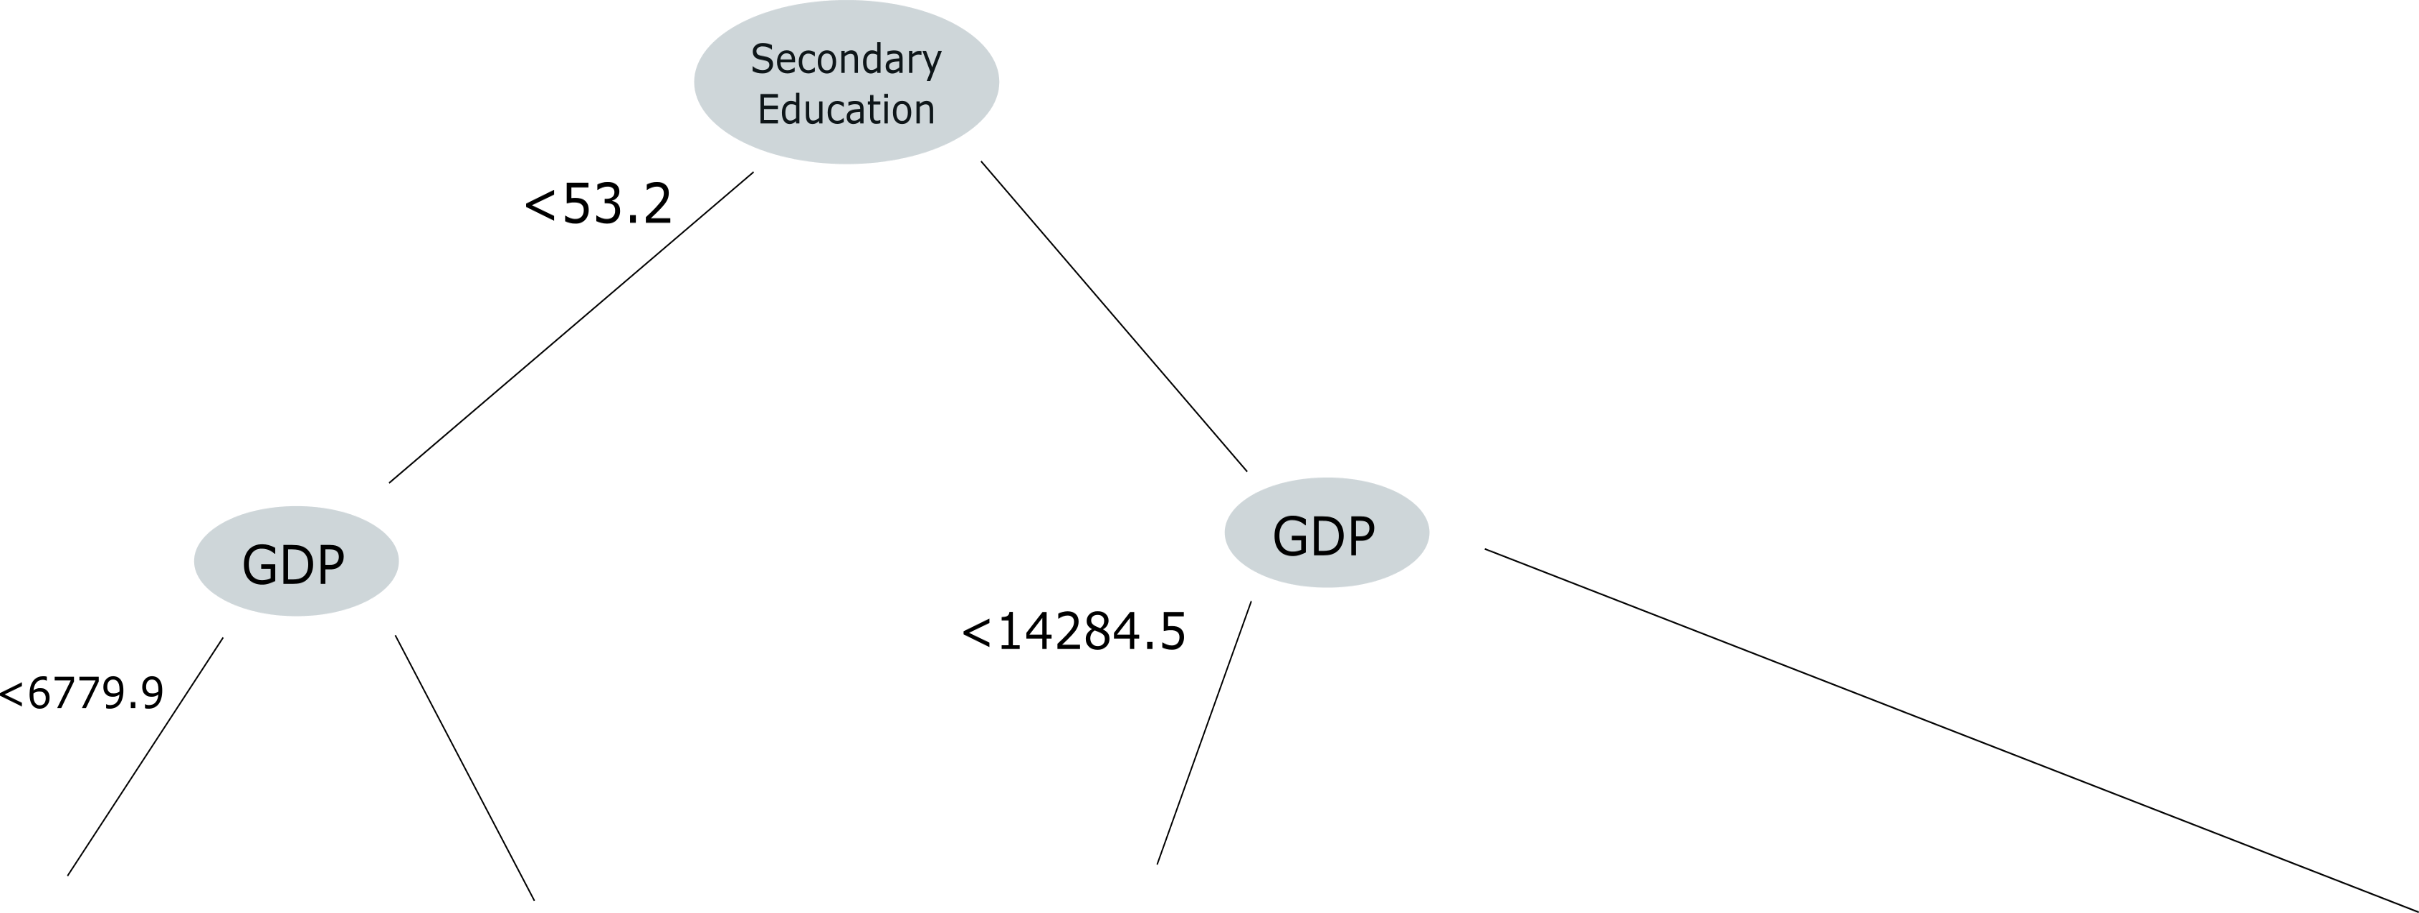 Secondary
Education
<53.2
GDP
GDP
<14284.5
<6779.9